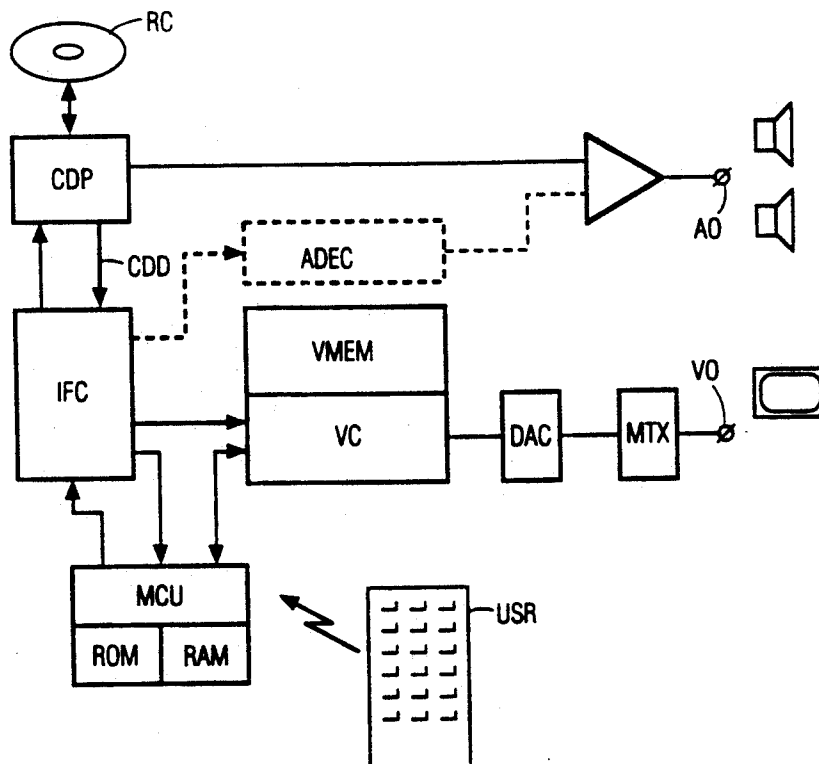 RC
CDP
AO
CDD
ADEC
VMEM
IFC
VO
VC
DAC
MTX
MCU
USR
ROM
RAM